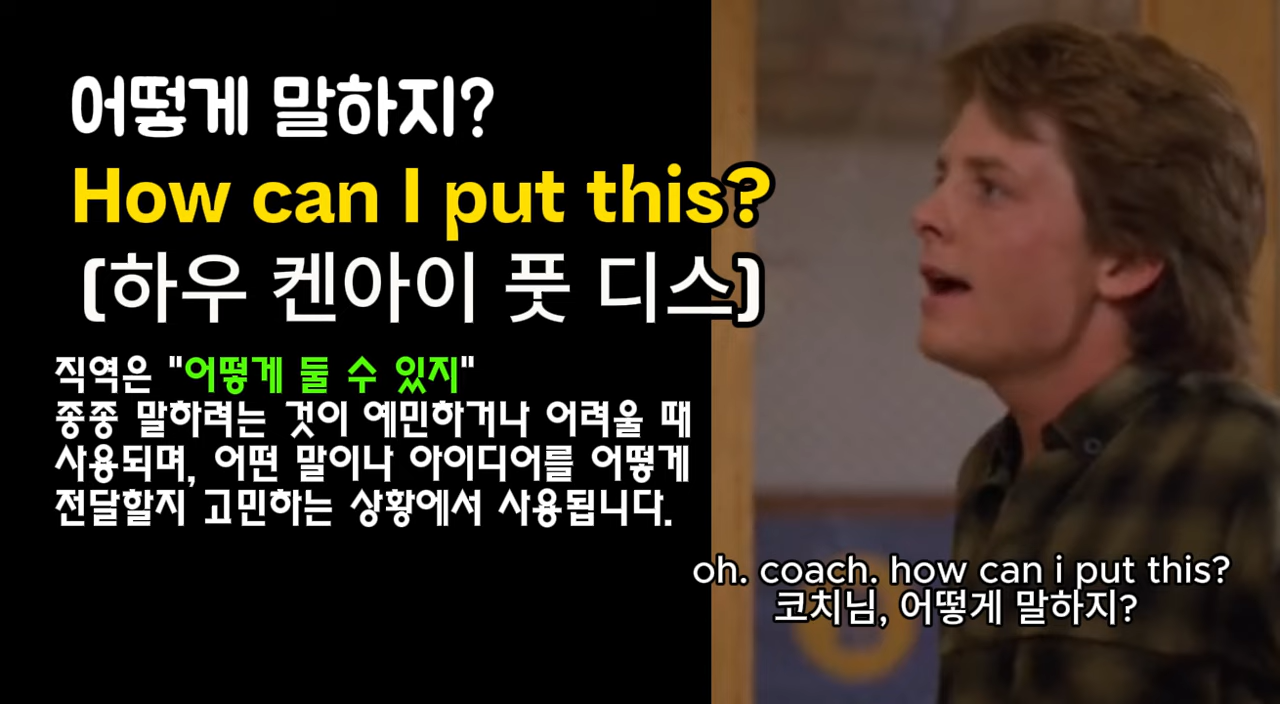 어떻게 말하지?
How can I put this?
(하우 켄아이 풋 디스)
직역은 "어떻게 둘 수 있지"
종종 말하려는 것이 예민하거나 어려울 때
사용되며, 어떤 말이나 아이디어를 어떻게
전달할지 고민하는 상황에서 사용됩니다.
oh. coach. how can i put this?
코치님, 어떻게 말하지?